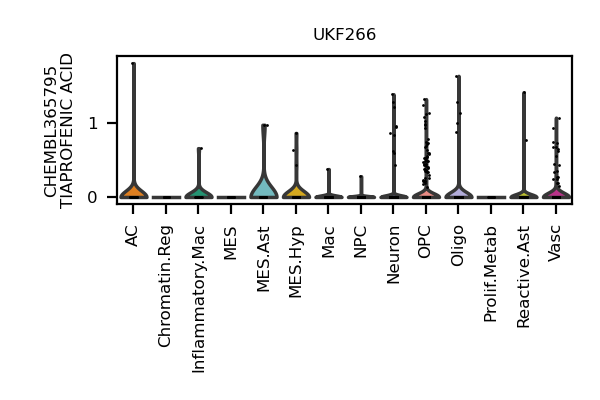 UKF266
CHEMBL365795
TIAPROFENIC ACID
1
0
AC
Chromatin.Reg
Inflammatory.Mac
MES
MES.Ast
MES.Hyp
Mac
NPC
Neuron
OPC
Oligo
Prolif.Metab
Reactive.Ast
Vasc